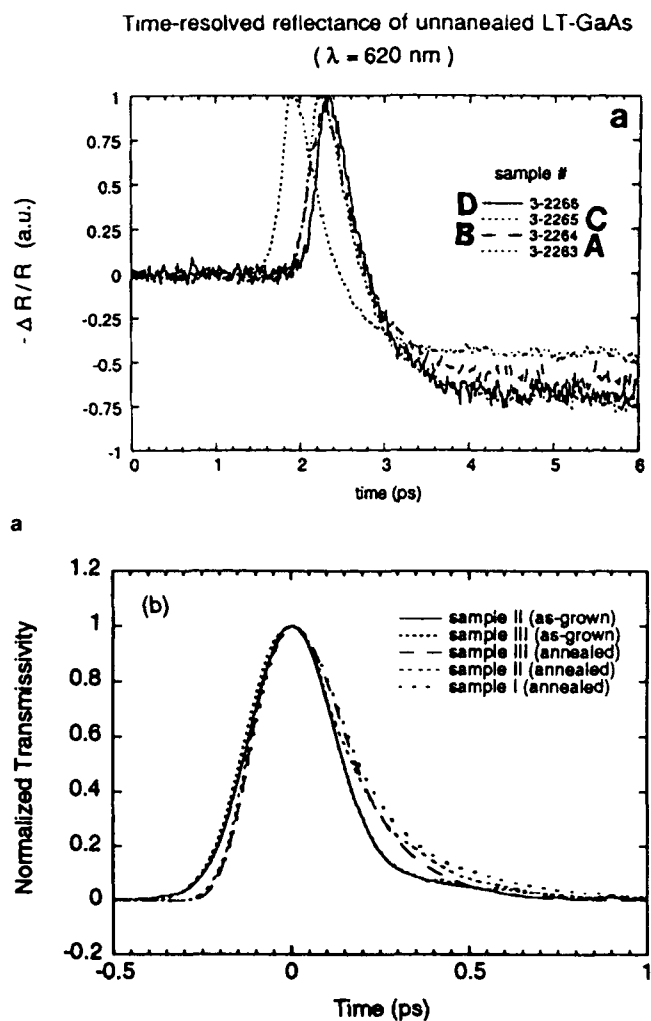 Time-resolved reflectance of unnanealed LT-GaAs
( λ = 620 nm )
a
1
0.75
0.5
0.25
0
-0.25
-0.5
-0.75
-1
- Δ R / R (a.u.)
sample #
D 3-2266
3-2265 C
B 3-2264
3-2263 A
0 1 2 3 4 5 6
time (ps)
a
(b)
1.2
1
0.8
0.6
0.4
0.2
0
-0.2
Normalized Transmissivity
sample II (as-grown)
sample III (as-grown)
sample III (annealed)
sample II (annealed)
sample I (annealed)
-0.5 0 0.5 1
Time (ps)